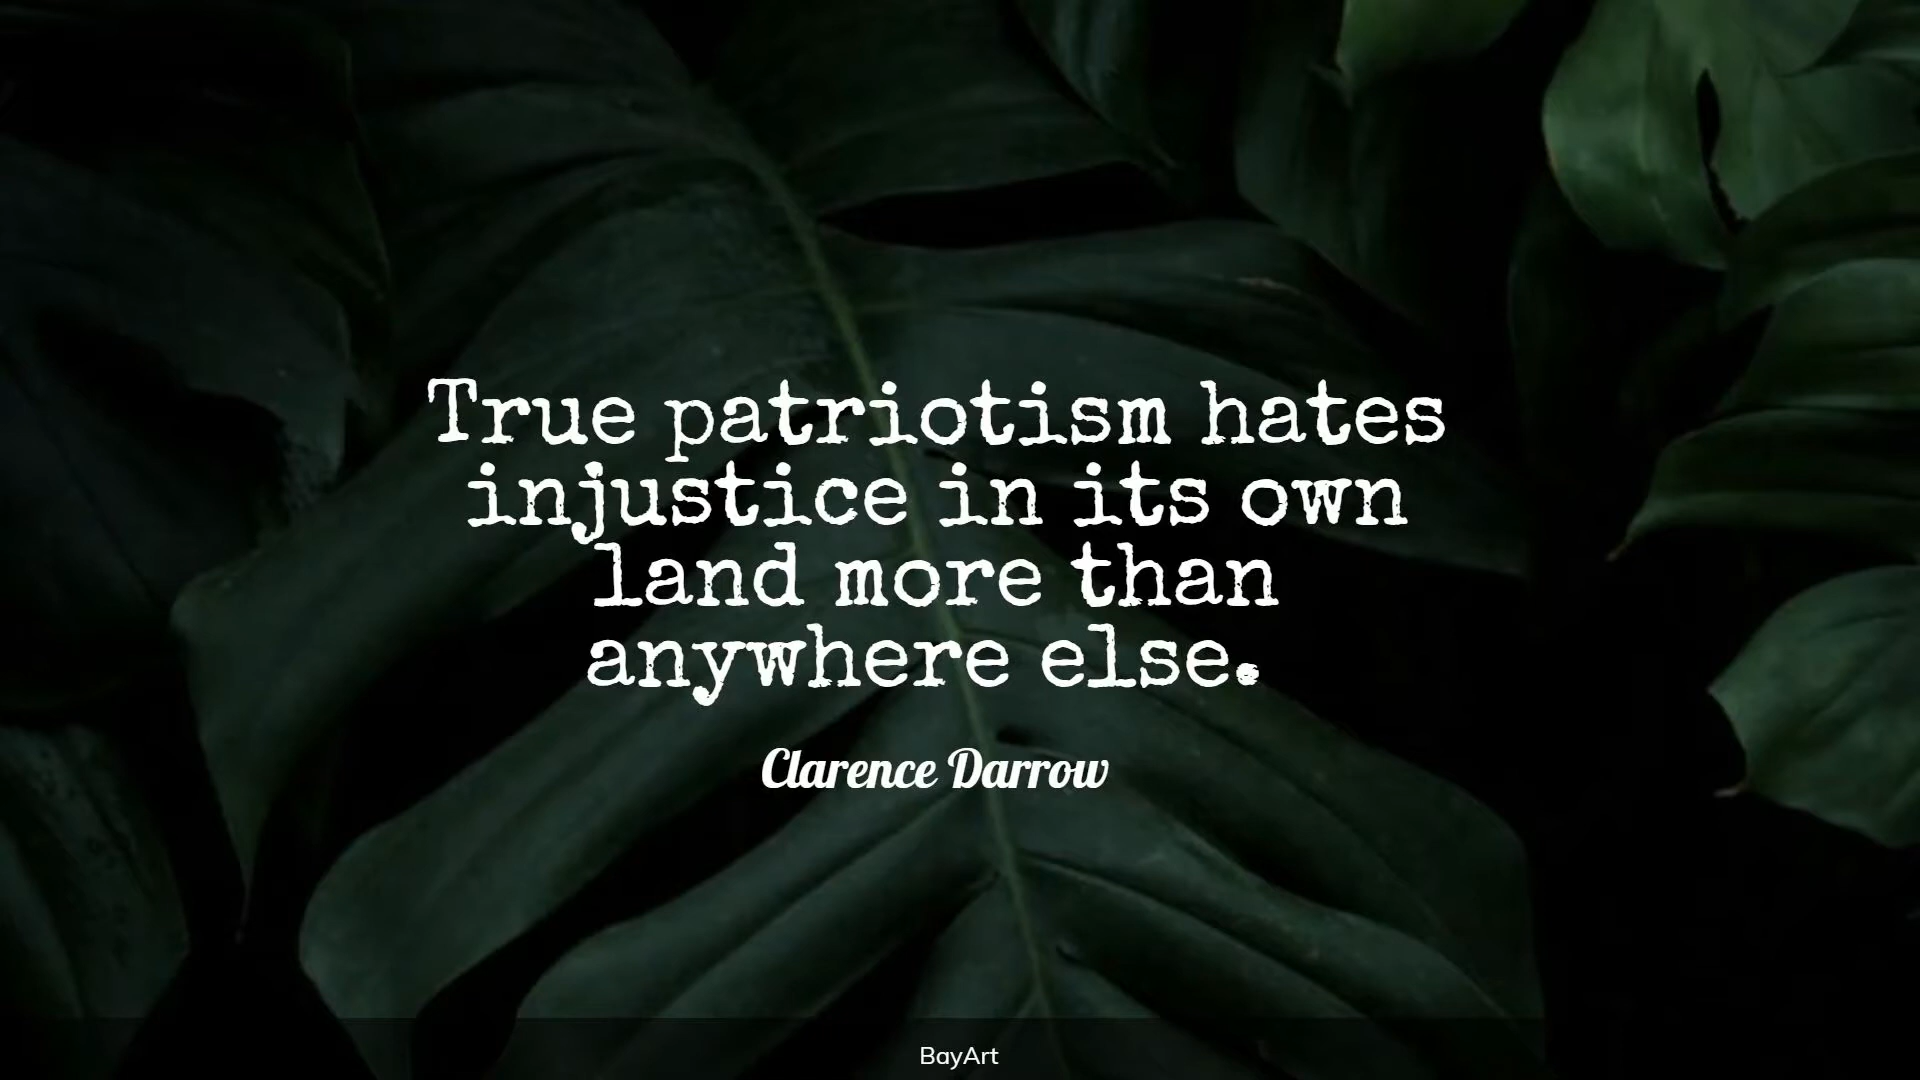 True patriotism hates
injustice in its own
land more than
anywhere else.
Clarence Darrow
BayArt